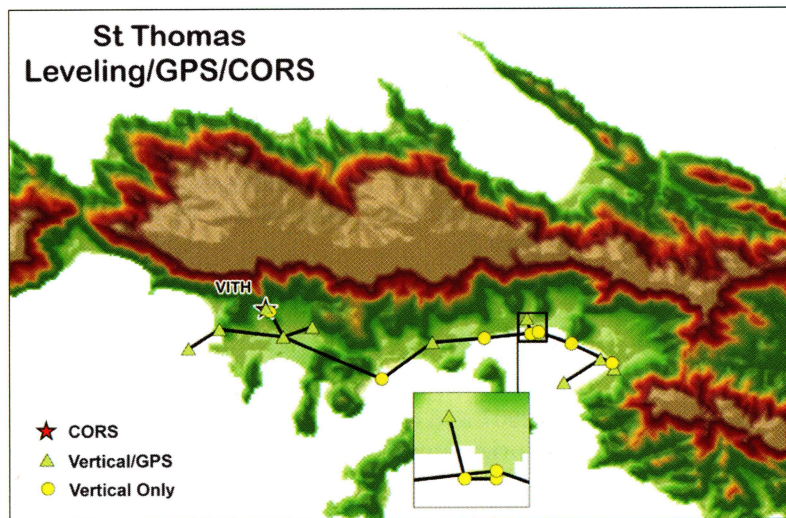 St Thomas
Leveling/GPS/CORS
VITH
CORS
Vertical/GPS
Vertical Only